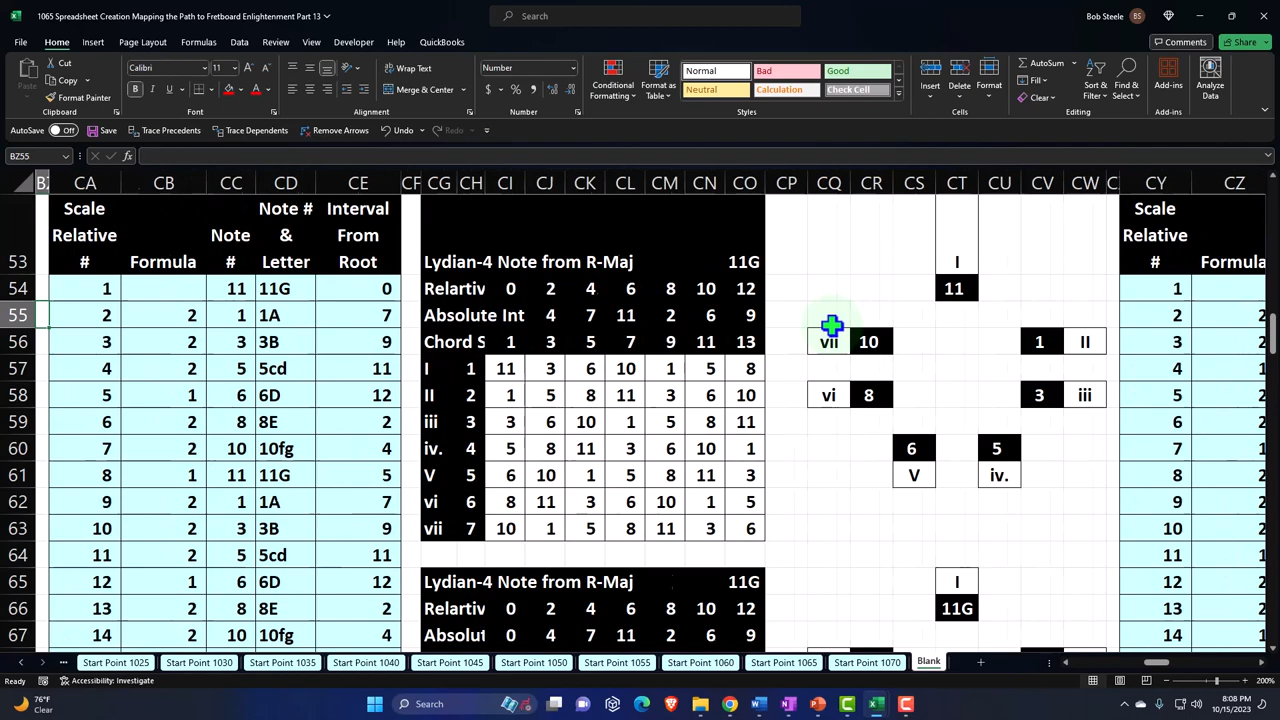 1065 Spreadsheet Creation Mapping the Path to Fretboard Enlightenment Part 13
Search
Bob Steele BS
File Home Insert Draw Page Layout Formulas Data Review View Developer Help QuickBooks Comments Share
Cut
Copy
Format Painter
Paste
Calibri 11
B I U
Wrap Text
Merge & Center
Number
Conditional Formatting
Format as Table
Normal Bad Good
Neutral Calculation Check Cell
Insert Delete Format
AutoSum
Fill
Clear
Sort & Filter
Find & Select
Add-ins
Analyze Data
Clipboard Font Alignment Number Styles Cells Editing Add-ins
AutoSave Off Save Trace Precedents Trace Dependents Remove Arrows Undo Redo
BZ55 fx
CA CB CC CD CE CF CG CH CI CJ CK CL CM CN CO CP CQ CR CS CT CU CV CW CY CZ
Scale Note # Interval Scale
Relative Note & From Relative
53 # Formula # Letter Root Lydian-4 Note from R-Maj 11G I # Formula
54 1 11 11G 0 Relartiv 0 2 4 6 8 10 12 11 1
55 2 2 1 1A 7 Absolute Int 4 7 11 2 6 9 2 2
56 3 2 3 3B 9 Chord S 1 3 5 7 9 11 13 vii 10 1 II 3 2
57 4 2 5 5cd 11 I 1 11 3 6 10 1 5 8 4 1
58 5 1 6 6D 12 II 2 1 5 8 11 3 6 10 vi 8 3 iii 5 2
59 6 2 8 8E 2 iii 3 3 6 10 1 5 8 11 6 2
60 7 2 10 10fg 4 iv. 4 5 8 11 3 6 10 1 6 5 7 1
61 8 1 11 11G 5 V 5 6 10 1 5 8 11 3 V iv. 8 2
62 9 2 1 1A 7 vi 6 8 11 3 6 10 1 5 9 2
63 10 2 3 3B 9 vii 7 10 1 5 8 11 3 6 10 2
64 11 2 5 5cd 11 11 1
65 12 1 6 6D 12 Lydian-4 Note from R-Maj 11G I 12 2
66 13 2 8 8E 2 Relartiv 0 2 4 6 8 10 12 11G 13 2
67 14 2 10 10fg 4 Absolut 0 4 7 11 2 6 9 14 1
Start Point 1025 Start Point 1030 Start Point 1035 Start Point 1040 Start Point 1045 Start Point 1050 Start Point 1055 Start Point 1060 Start Point 1065 Start Point 1070 Blank
Ready Accessibility: Investigate 200%
76°F
Clear
Search
8:08 PM
10/15/2023